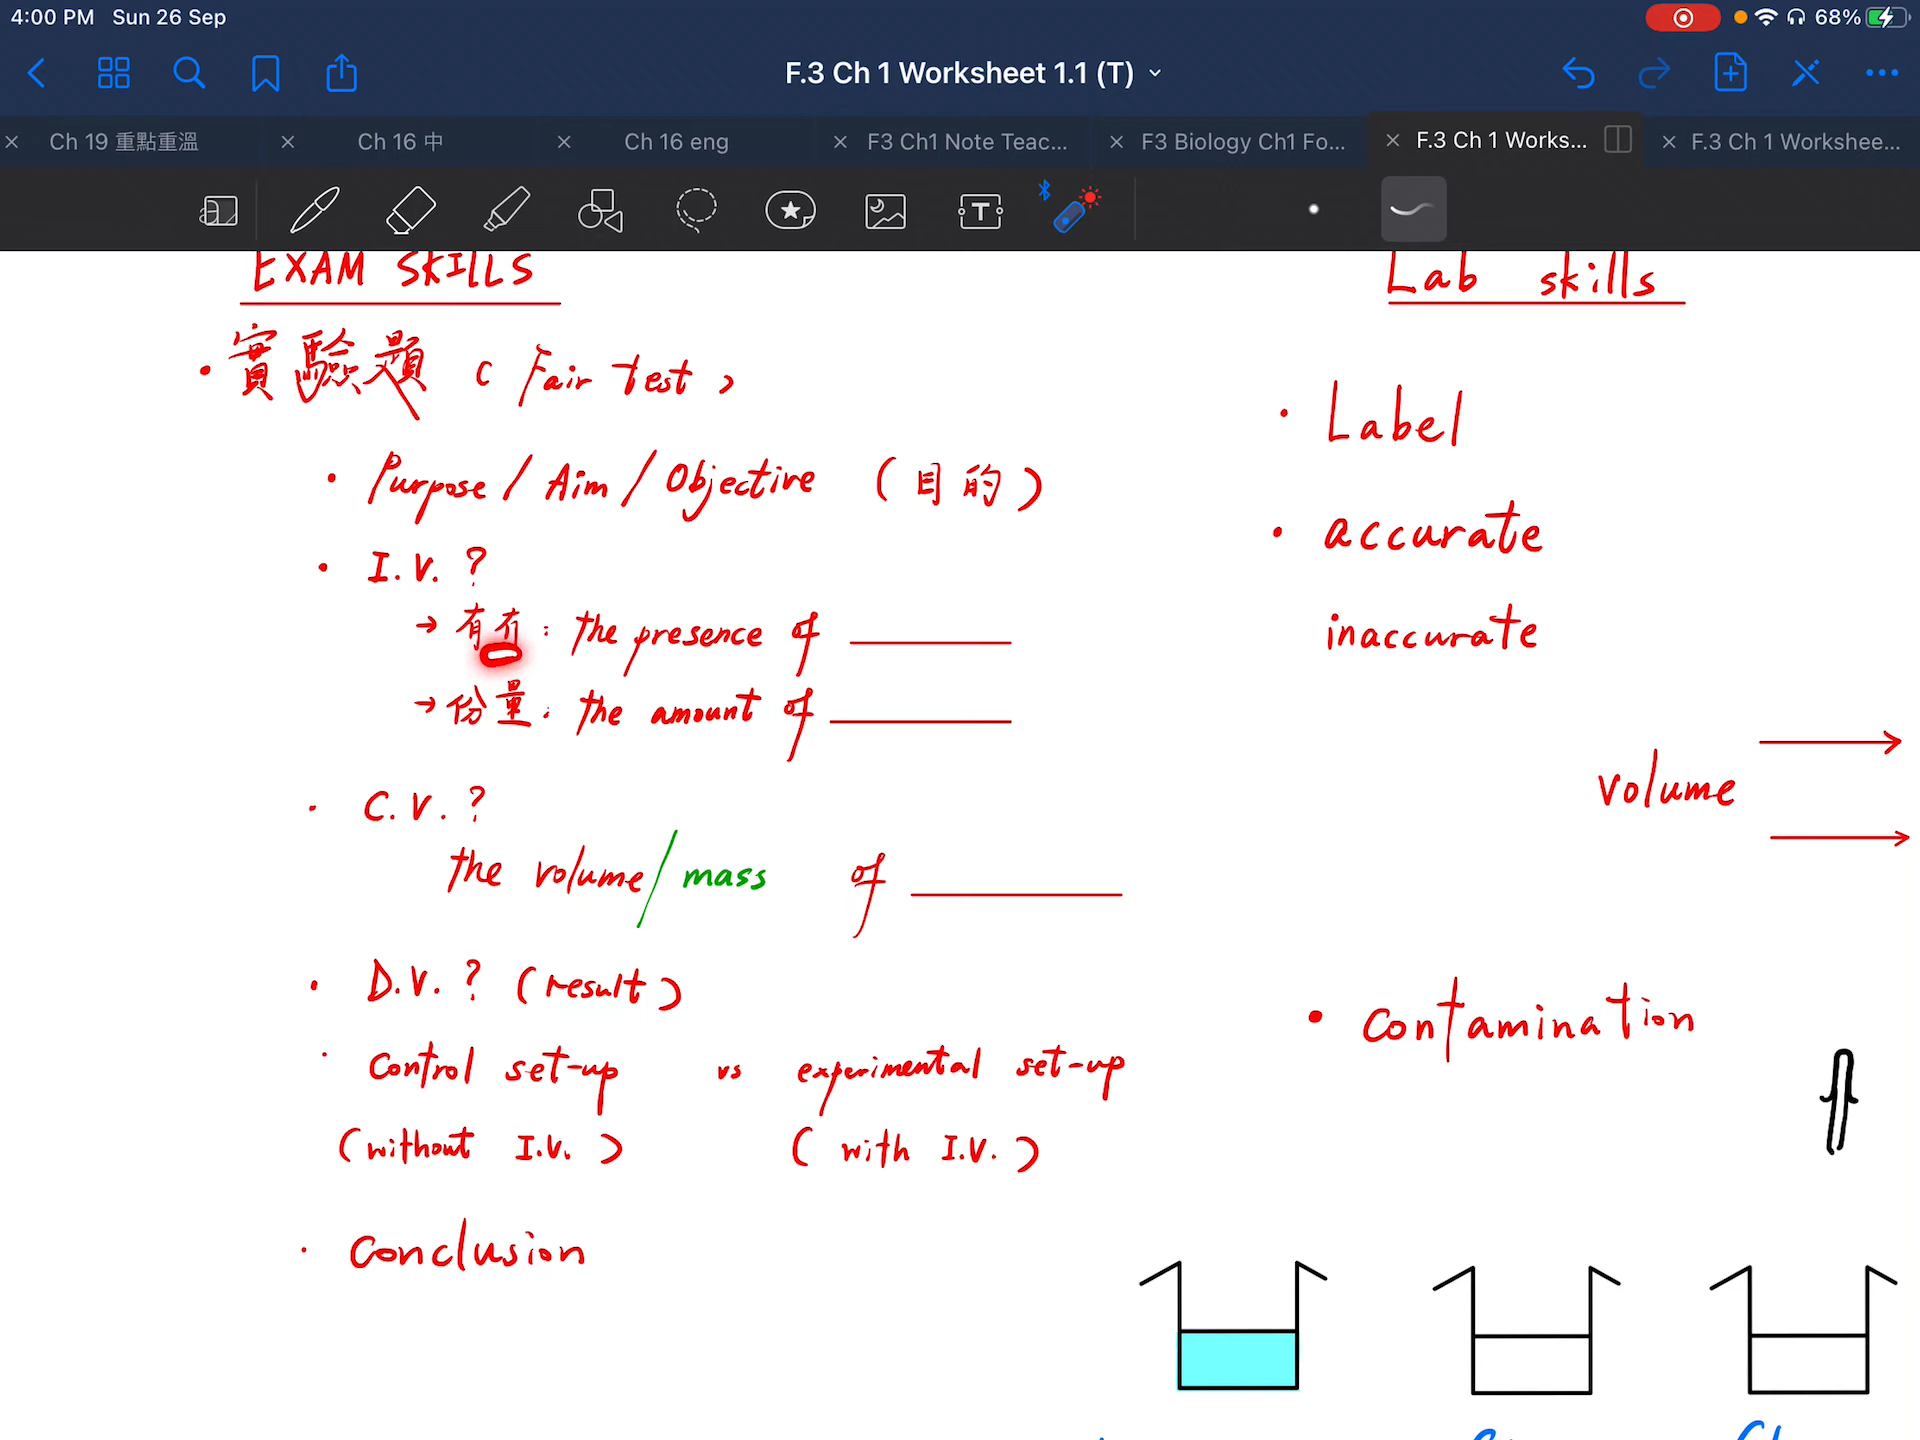 4:00 PM Sun 26 Sep
68%
F.3 Ch 1 Worksheet 1.1 (T)
Ch 19 重點重溫
Ch 16 中
Ch 16 eng
F3 Ch1 Note Teac...
F3 Biology Ch1 Fo...
F.3 Ch 1 Works...
F.3 Ch 1 Workshee...
EXAM SKILLS
• 實驗題 ( Fair test )
• Purpose / Aim / Objective (目的)
• I.V. ?
→ 有冇 : the presence of
→ 份量 : the amount of
• C.V. ?
the volume / mass of
• D.V. ? (result)
• control set-up vs experimental set-up
(without I.V.) (with I.V.)
• conclusion
Lab skills
• Label
• accurate
inaccurate
volume
• contamination